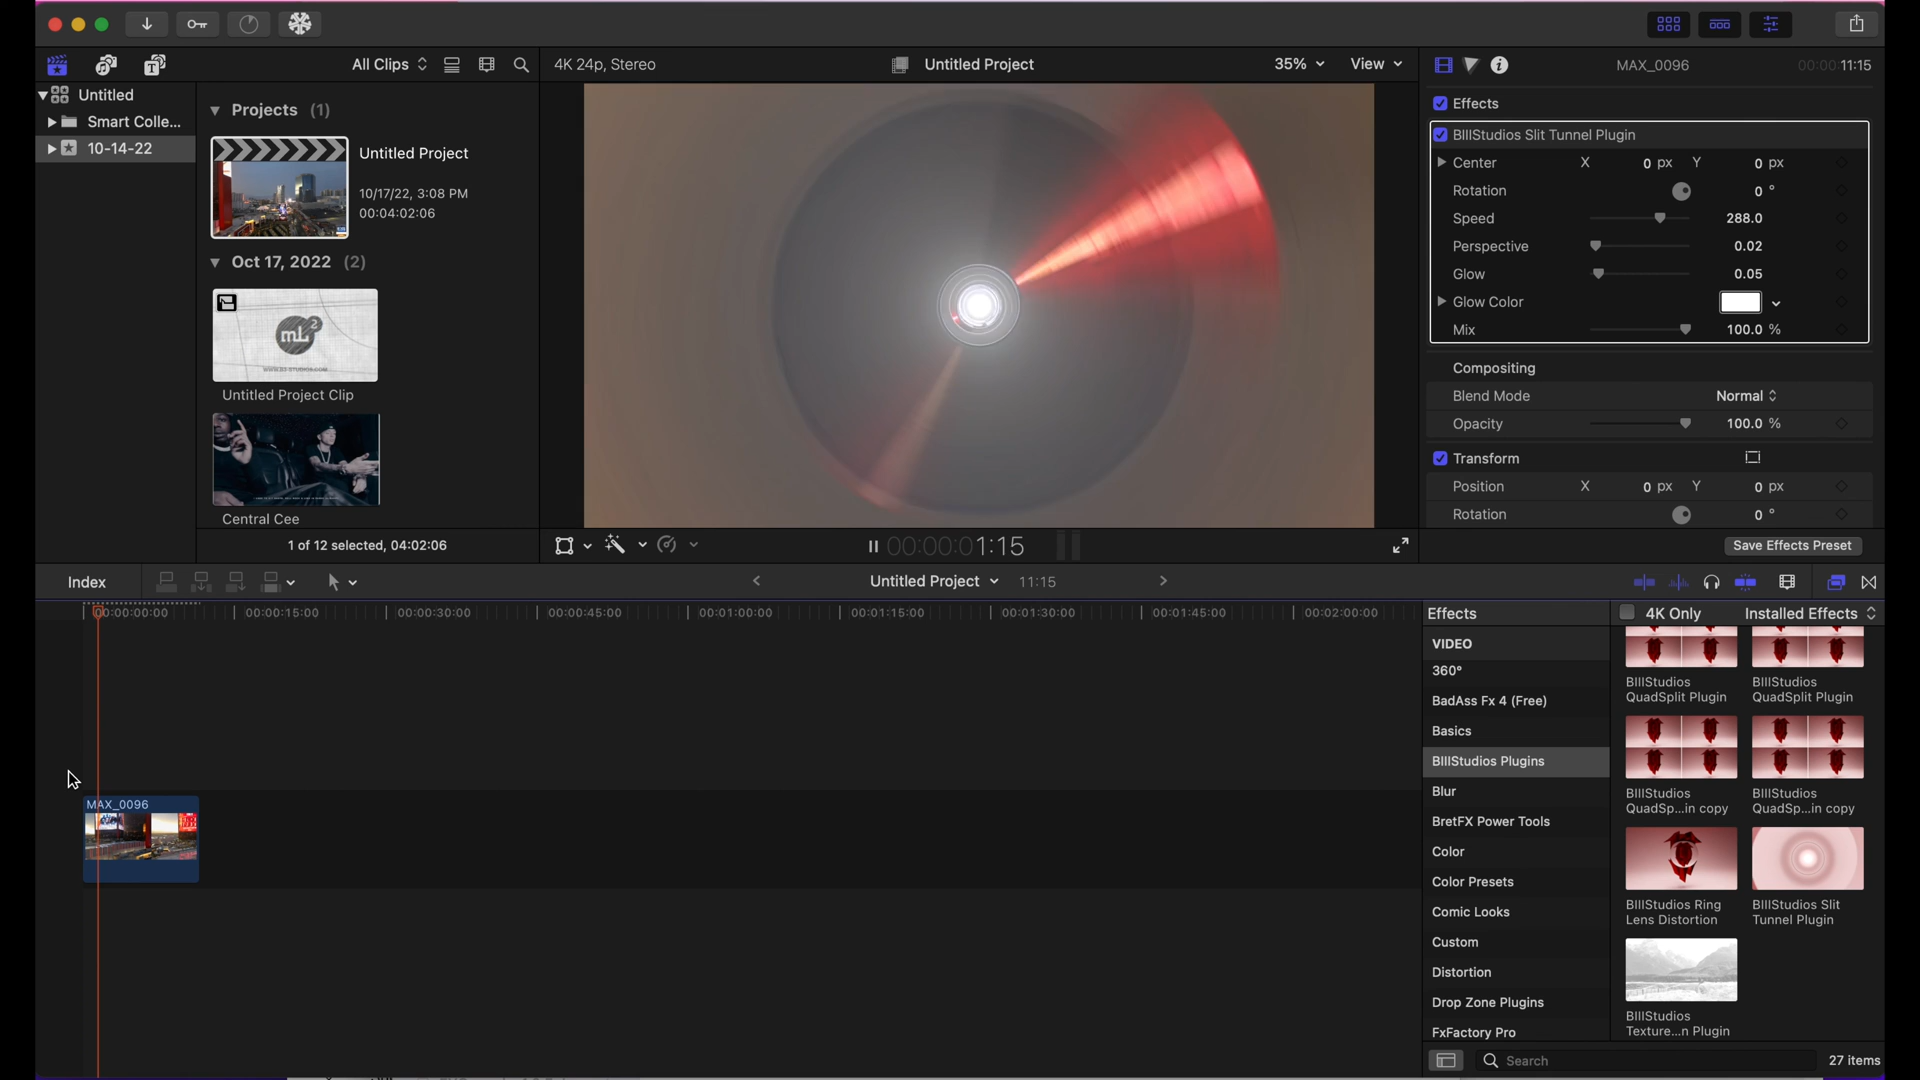 All Clips
4K 24p, Stereo
Untitled Project
35%
View
MAX_0096
00:00:11:15
Untitled
Smart Colle...
10-14-22
Projects (1)
Untitled Project
10/17/22, 3:08 PM
00:04:02:06
Oct 17, 2022 (2)
mL2
Untitled Project Clip
Central Cee
1 of 12 selected, 04:02:06
Effects
BIIIStudios Slit Tunnel Plugin
Center X 0 px Y 0 px
Rotation 0 °
Speed 288.0
Perspective 0.02
Glow 0.05
Glow Color
Mix 100.0 %
Compositing
Blend Mode Normal
Opacity 100.0 %
Transform
Position X 0 px Y 0 px
Rotation 0 °
00:00:01:15
Save Effects Preset
Index
Untitled Project 11:15
00:00:00:00 00:00:15:00 00:00:30:00 00:00:45:00 00:01:00:00 00:01:15:00 00:01:30:00 00:01:45:00 00:02:00:00
MAX_0096
Effects
4K Only
Installed Effects
VIDEO
360°
BadAss Fx 4 (Free)
Basics
BIIIStudios Plugins
Blur
BretFX Power Tools
Color
Color Presets
Comic Looks
Custom
Distortion
Drop Zone Plugins
FxFactory Pro
BIIIStudios
QuadSplit Plugin
BIIIStudios
QuadSplit Plugin
BIIIStudios
QuadSp...in copy
BIIIStudios
QuadSp...in copy
BIIIStudios Ring
Lens Distortion
BIIIStudios Slit
Tunnel Plugin
BIIIStudios
Texture...n Plugin
Search
27 items